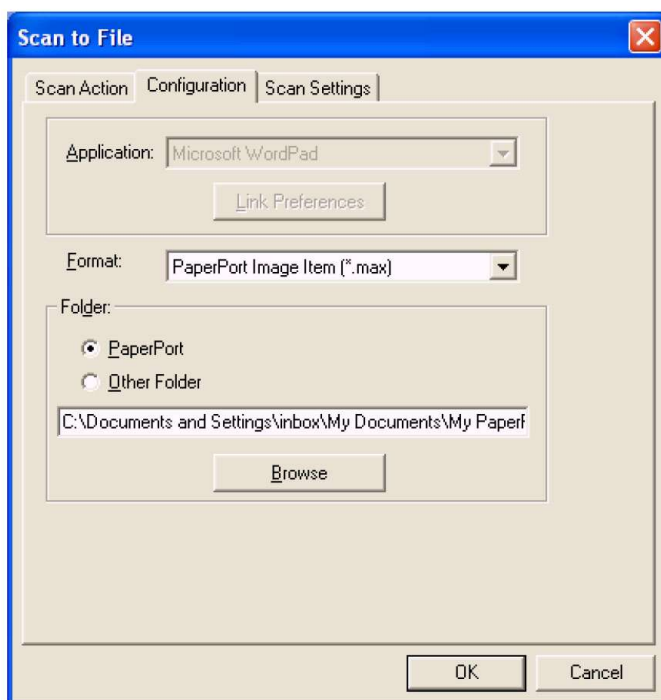 Scan to File
Scan Action Configuration Scan Settings
Application: Microsoft WordPad
Link Preferences
Format: PaperPort Image Item (*.max)
Folder:
PaperPort
Other Folder
C:\Documents and Settings\inbox\My Documents\My PaperP
Browse
OK Cancel